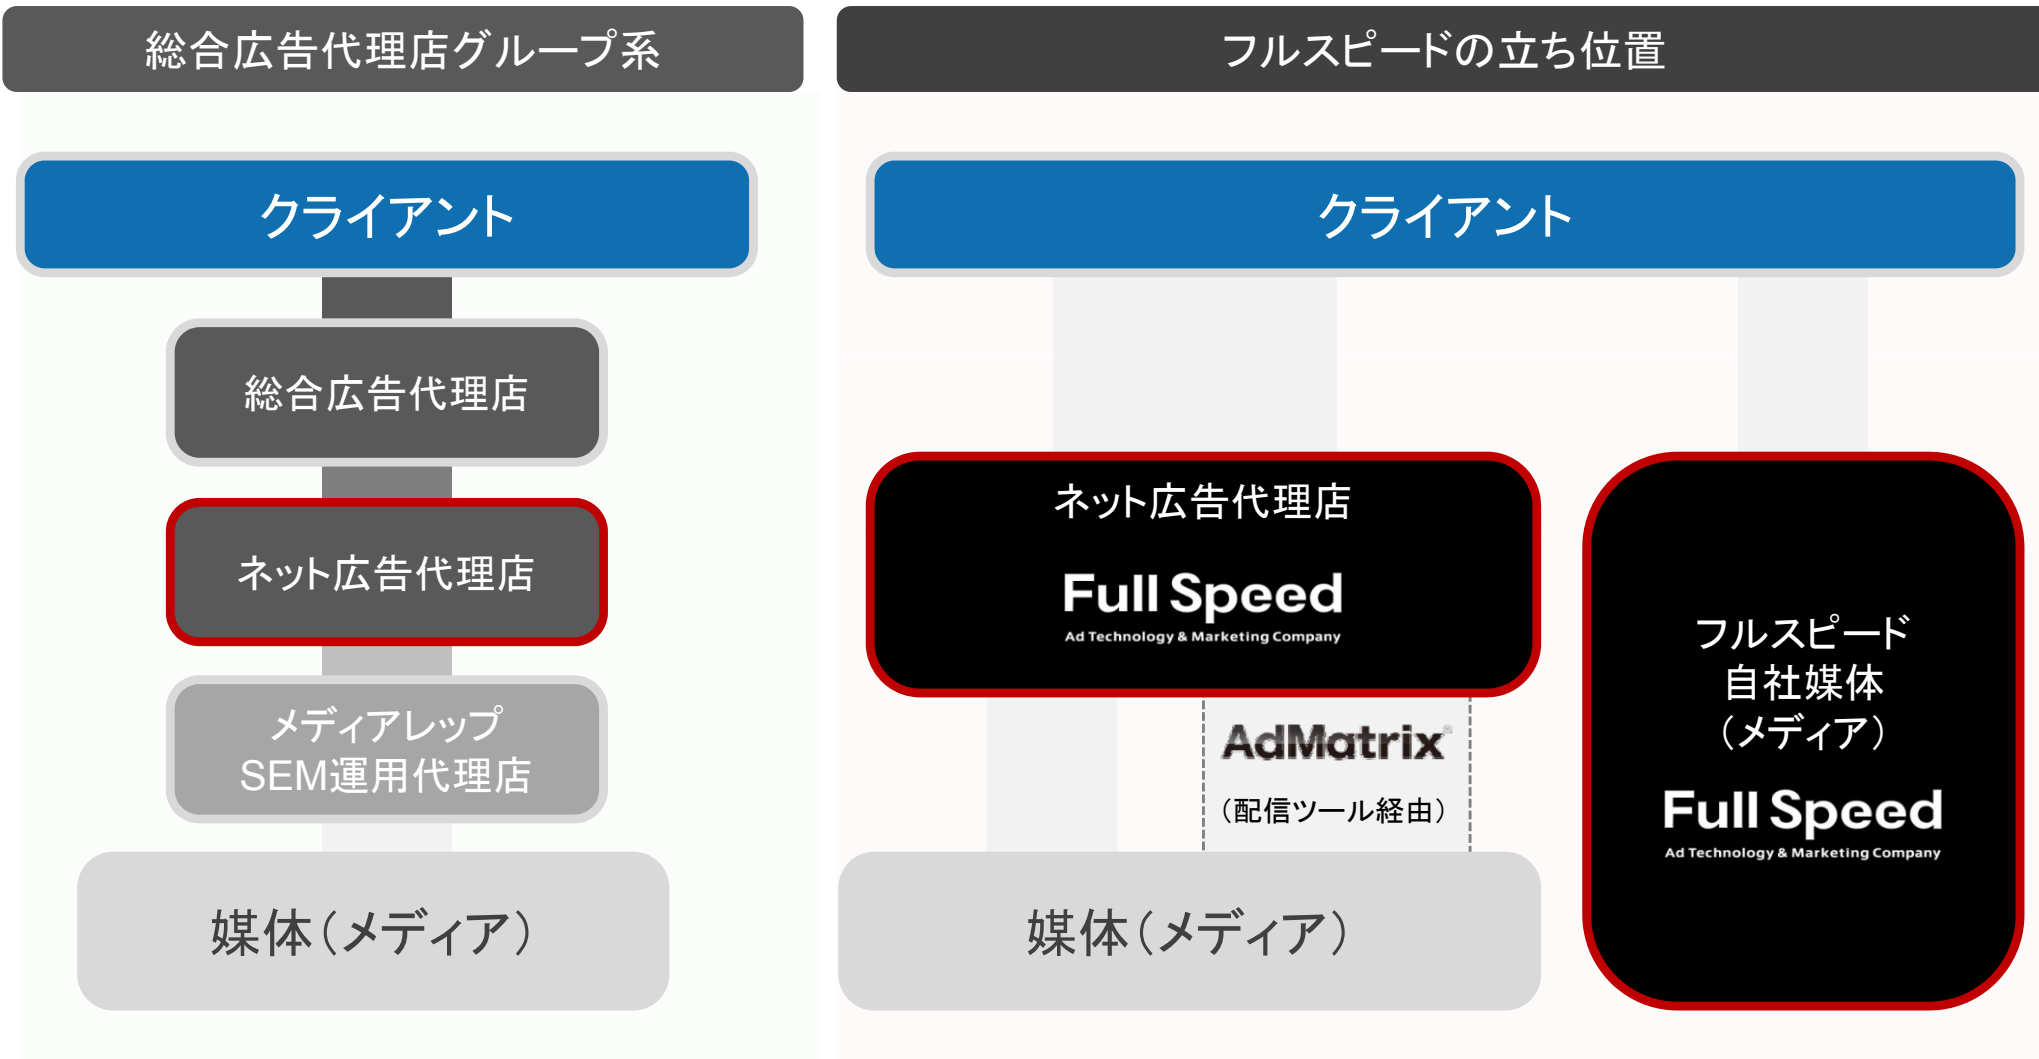 総合広告代理店グループ系
クライアント
総合広告代理店
ネット広告代理店
メディアレップ
SEM運用代理店
媒体（メディア）
フルスピードの立ち位置
クライアント
ネット広告代理店
Full Speed
Ad Technology & Marketing Company
AdMatrix
（配信ツール経由）
媒体（メディア）
フルスピード
自社媒体
（メディア）
Full Speed
Ad Technology & Marketing Company